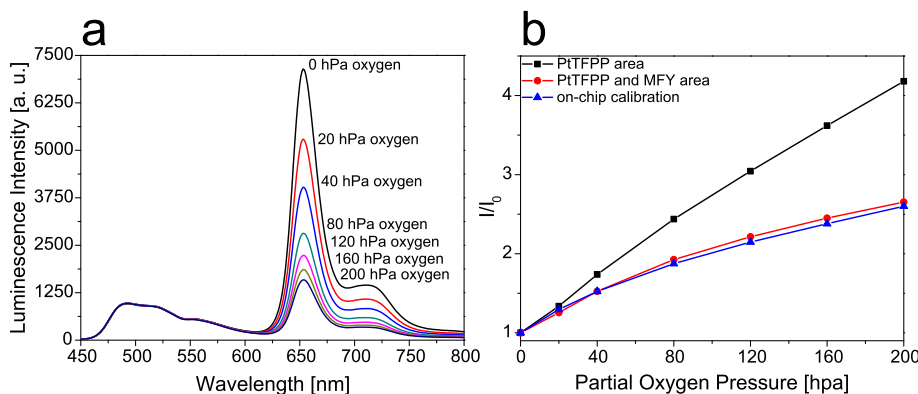 a
7500
6250
5000
3750
2500
1250
0
Luminescence Intensity [a. u.]
0 hPa oxygen
20 hPa oxygen
40 hPa oxygen
80 hPa oxygen
120 hPa oxygen
160 hPa oxygen
200 hPa oxygen
450 500 550 600 650 700 750 800
Wavelength [nm]
b
PtTFPP area
PtTFPP and MFY area
on-chip calibration
4
3
2
1
I/I0
0 40 80 120 160 200
Partial Oxygen Pressure [hpa]